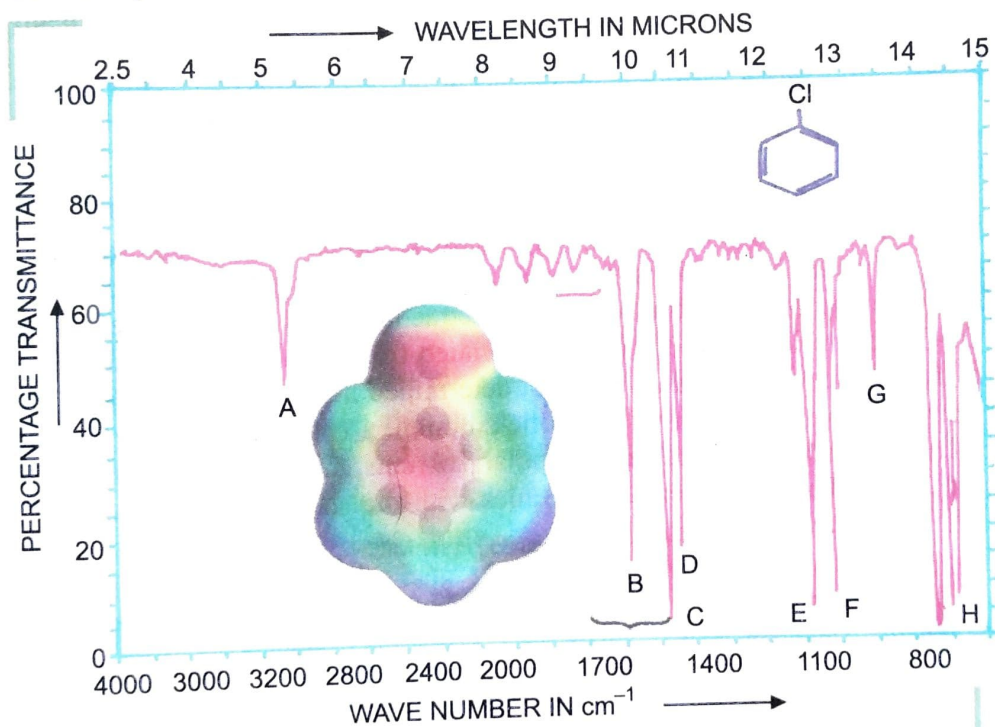 WAVELENGTH IN MICRONS
2.5 4 5 6 7 8 9 10 11 12 13 14 15
Cl
100
80
60
40
20
0
PERCENTAGE TRANSMITTANCE
A
B
C
D
E
F
G
H
4000 3000 3200 2800 2400 2000 1700 1400 1100 800
WAVE NUMBER IN cm⁻¹